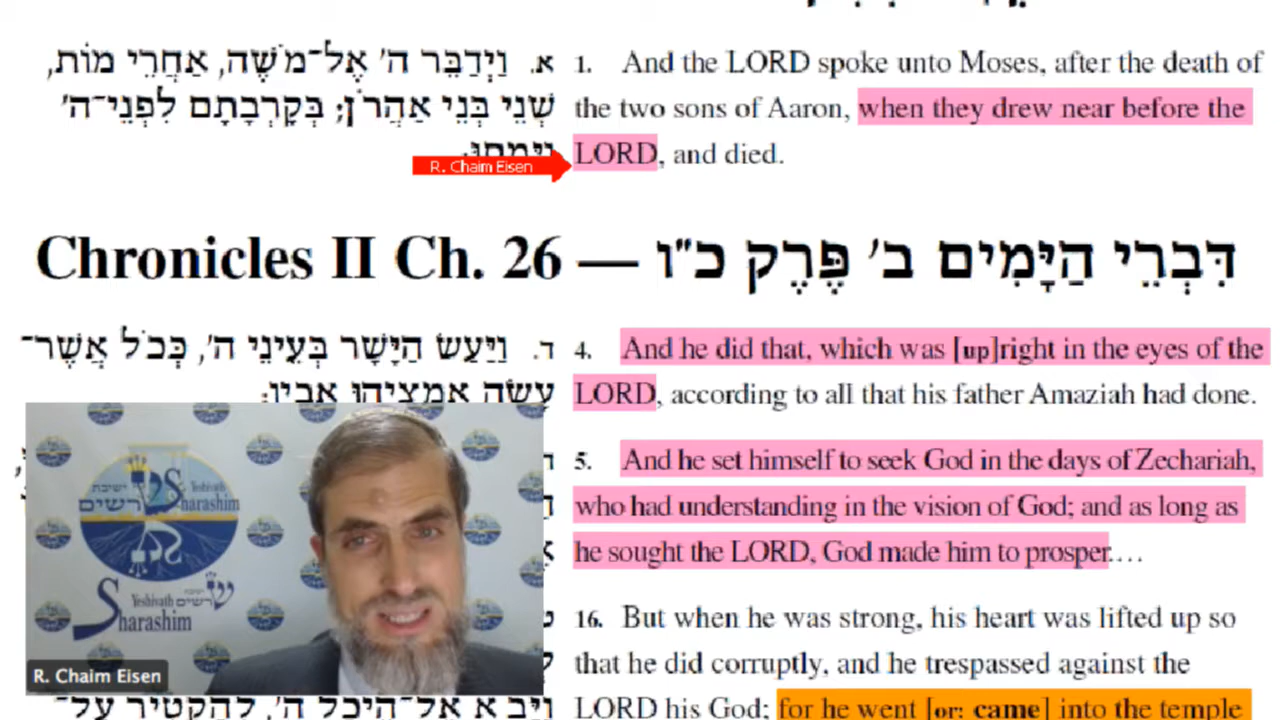 א. וַיְדַבֵּר ה' אֶל־מֹשֶׁה, אַחֲרֵי מוֹת,
שְׁנֵי בְּנֵי אַהֲרֹן; בְּקָרְבָתָם לִפְנֵי־ה'
1. And the LORD spoke unto Moses, after the death of
the two sons of Aaron, when they drew near before the
LORD, and died.
R. Chaim Eisen
Chronicles II Ch. 26 — דִּבְרֵי הַיָּמִים ב' פֶּרֶק כ"ו
ד. וַיַּעַשׂ הַיָּשָׁר בְּעֵינֵי ה', כְּכֹל אֲשֶׁר־
עָשָׂה אֲמַצְיָהוּ אָבִיו:
4. And he did that, which was [up]right in the eyes of the
LORD, according to all that his father Amaziah had done.
5. And he set himself to seek God in the days of Zechariah,
who had understanding in the vision of God; and as long as
he sought the LORD, God made him to prosper....
16. But when he was strong, his heart was lifted up so
that he did corruptly, and he trespassed against the
LORD his God; for he went [or: came] into the temple
אֶל־הֵיכַל ה', לְהַקְטִיר עַל־
ישיבת
שרשים
Yeshivath
Sharashim
Yeshivath ישיבת
שרשים
Sharashim
R. Chaim Eisen